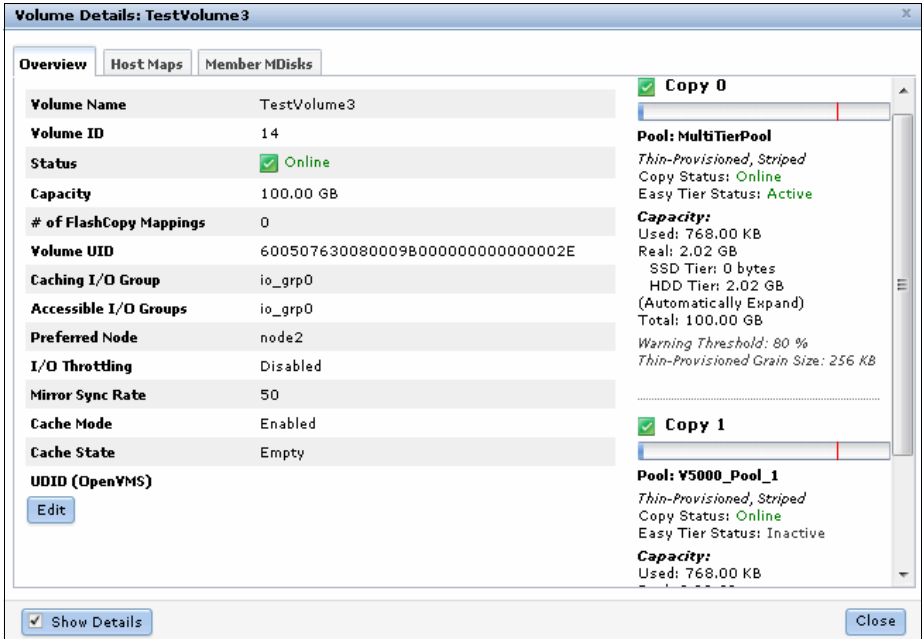 Volume Details: TestVolume3
x
Overview Host Maps Member MDisks
Volume Name TestVolume3
Volume ID 14
Status Online
Capacity 100.00 GB
# of FlashCopy Mappings 0
Volume UID 600507630080009B000000000000002E
Caching I/O Group io_grp0
Accessible I/O Groups io_grp0
Preferred Node node2
I/O Throttling Disabled
Mirror Sync Rate 50
Cache Mode Enabled
Cache State Empty
UDID (OpenVMS)
Edit
Copy 0
Pool: MultiTierPool
Thin-Provisioned, Striped
Copy Status: Online
Easy Tier Status: Active
Capacity:
Used: 768.00 KB
Real: 2.02 GB
SSD Tier: 0 bytes
HDD Tier: 2.02 GB
(Automatically Expand)
Total: 100.00 GB
Warning Threshold: 80 %
Thin-Provisioned Grain Size: 256 KB
Copy 1
Pool: V5000_Pool_1
Thin-Provisioned, Striped
Copy Status: Online
Easy Tier Status: Inactive
Capacity:
Used: 768.00 KB
Show Details
Close